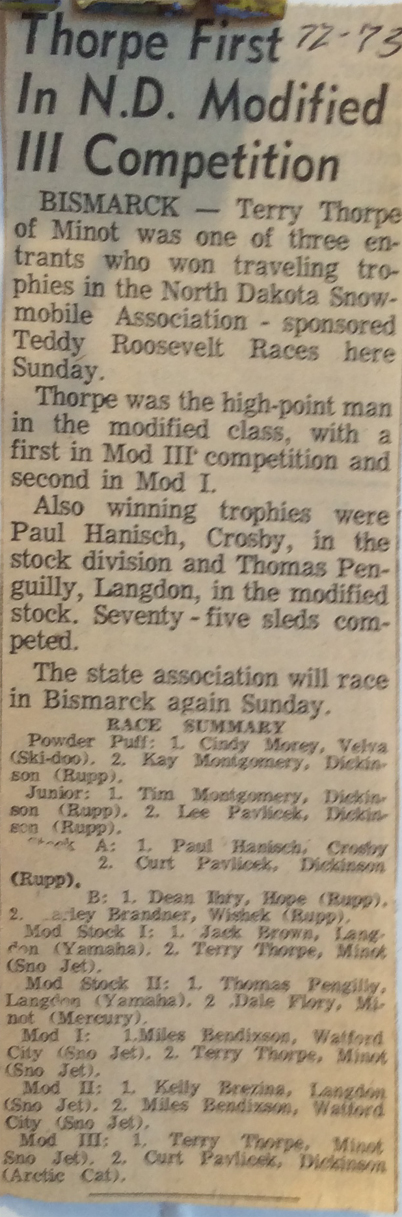 Thorpe First 72-73
In N.D. Modified
III Competition
BISMARCK — Terry Thorpe
of Minot was one of three en-
trants who won traveling tro-
phies in the North Dakota Snow-
mobile Association - sponsored
Teddy Roosevelt Races here
Sunday.
Thorpe was the high-point man
in the modified class, with a
first in Mod III competition and
second in Mod I.
Also winning trophies were
Paul Hanisch, Crosby, in the
stock division and Thomas Pen-
guilly, Langdon, in the modified
stock. Seventy - five sleds com-
peted.
The state association will race
in Bismarck again Sunday.
RACE SUMMARY
Powder Puff: 1. Cindy Morey, Velva
(Ski-doo). 2. Kay Montgomery, Dickin-
son (Rupp).
Junior: 1. Tim Montgomery, Dickin-
son (Rupp). 2. Lee Pavlicek, Dickin-
son (Rupp).
A: 1. Paul Hanisch, Crosby
2. Curt Pavlicek, Dickinson
(Rupp).
B: 1. Dean Ihry, Hope (Rupp).
2. Brandner, Wishek (Rupp).
Mod Stock I: 1. Jack Brown, Lang-
don (Yamaha). 2. Terry Thorpe, Minot
(Sno Jet).
Mod Stock II: 1. Thomas Pengilly,
Langdon (Yamaha). 2 .Dale Flory, Mi-
not (Mercury).
Mod I: 1.Miles Bendixson, Watford
City (Sno Jet). 2. Terry Thorpe, Minot
(Sno Jet).
Mod II: 1. Kelly Brezina, Langdon
(Sno Jet). 2. Miles Bendixson, Watford
City (Sno Jet).
Mod III: 1. Terry Thorpe, Minot
Sno Jet). 2. Curt Pavlicek, Dickinson
(Arctic Cat).